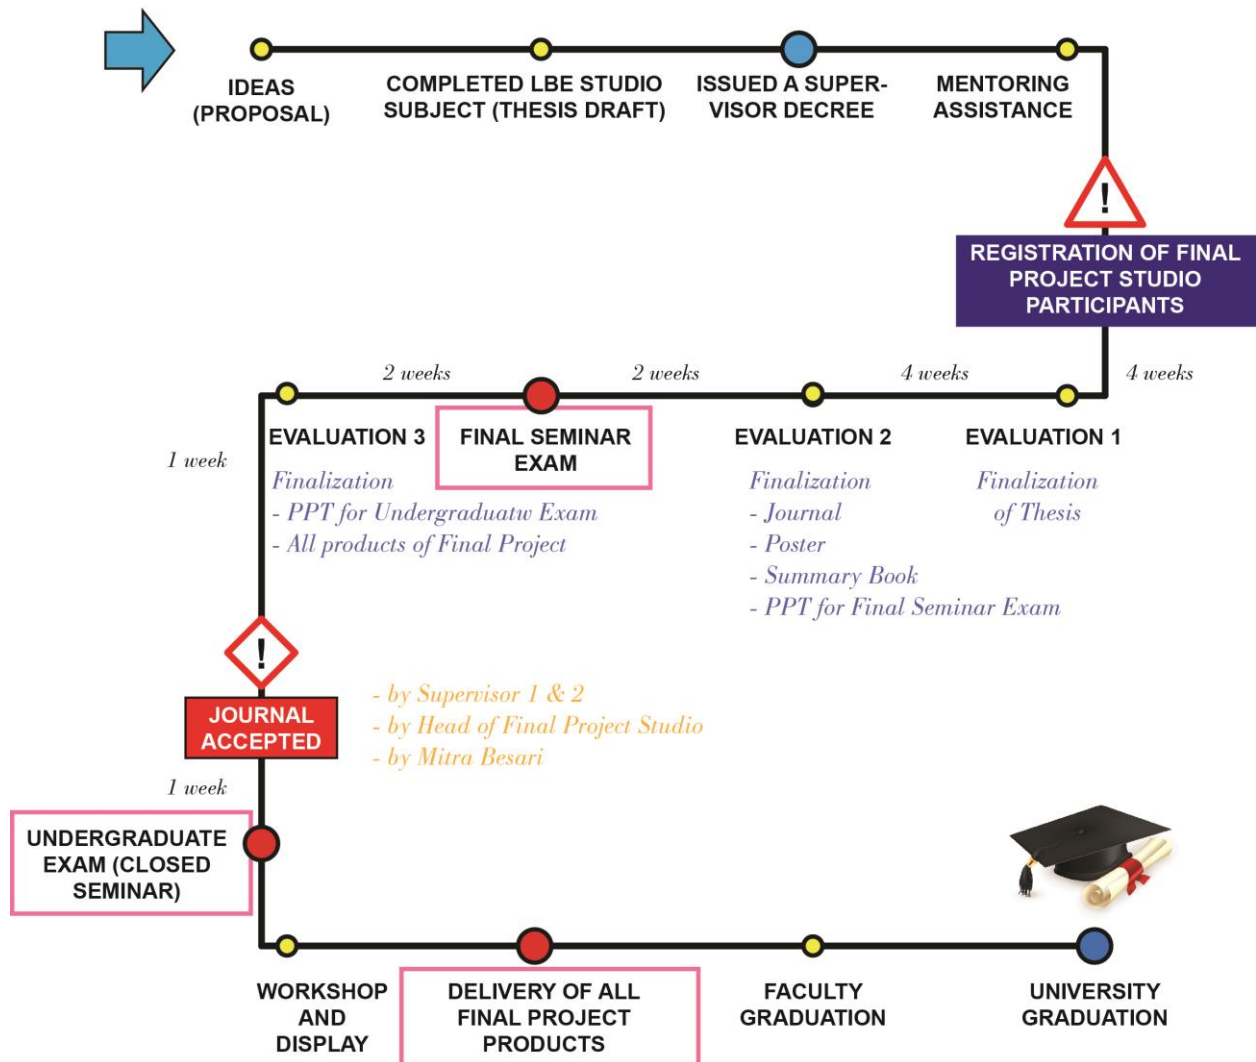 IDEAS
(PROPOSAL)
COMPLETED LBE STUDIO
SUBJECT (THESIS DRAFT)
ISSUED A SUPER-
VISOR DECREE
MENTORING
ASSISTANCE
!
REGISTRATION OF FINAL
PROJECT STUDIO
PARTICIPANTS
4 weeks
4 weeks
2 weeks
2 weeks
EVALUATION 1
Finalization
of Thesis
EVALUATION 2
Finalization
- Journal
- Poster
- Summary Book
- PPT for Final Seminar Exam
FINAL SEMINAR
EXAM
EVALUATION 3
Finalization
- PPT for Undergraduatw Exam
- All products of Final Project
1 week
!
JOURNAL
ACCEPTED
- by Supervisor 1 & 2
- by Head of Final Project Studio
- by Mitra Besari
1 week
UNDERGRADUATE
EXAM (CLOSED
SEMINAR)
WORKSHOP
AND
DISPLAY
DELIVERY OF ALL
FINAL PROJECT
PRODUCTS
FACULTY
GRADUATION
UNIVERSITY
GRADUATION